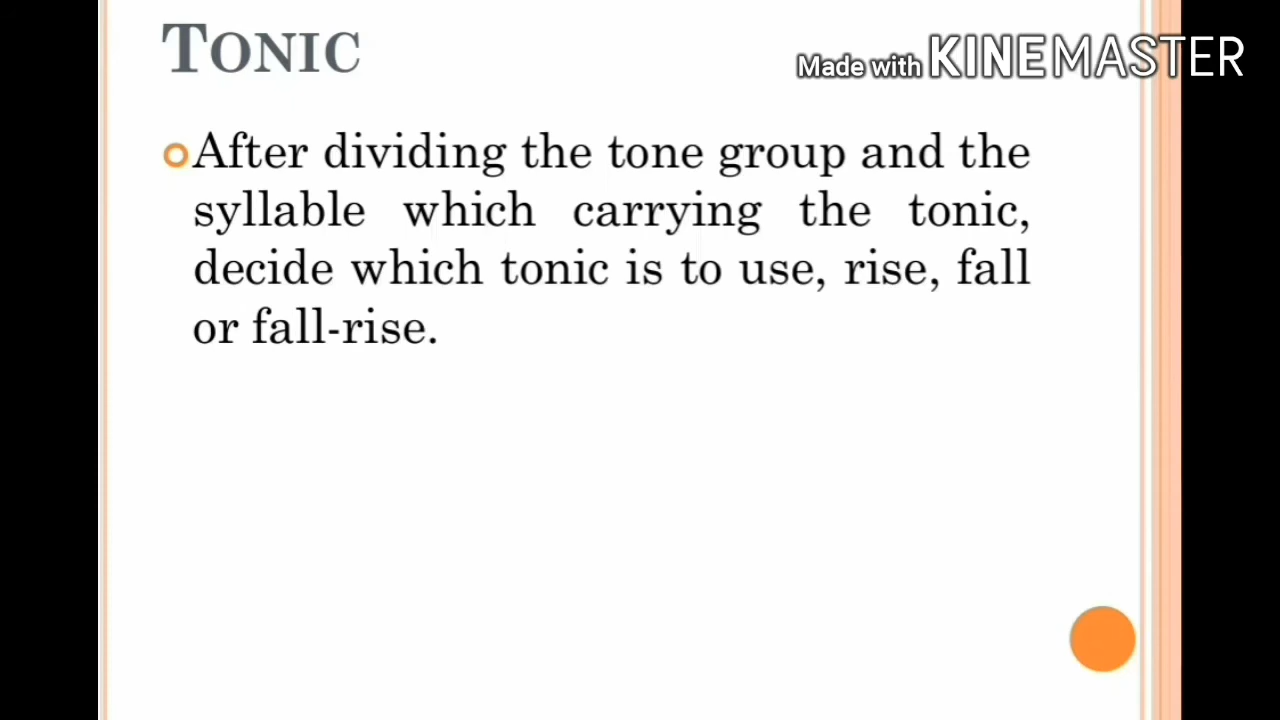 TONIC
Made with KINEMASTER
After dividing the tone group and the
syllable which carrying the tonic,
decide which tonic is to use, rise, fall
or fall-rise.